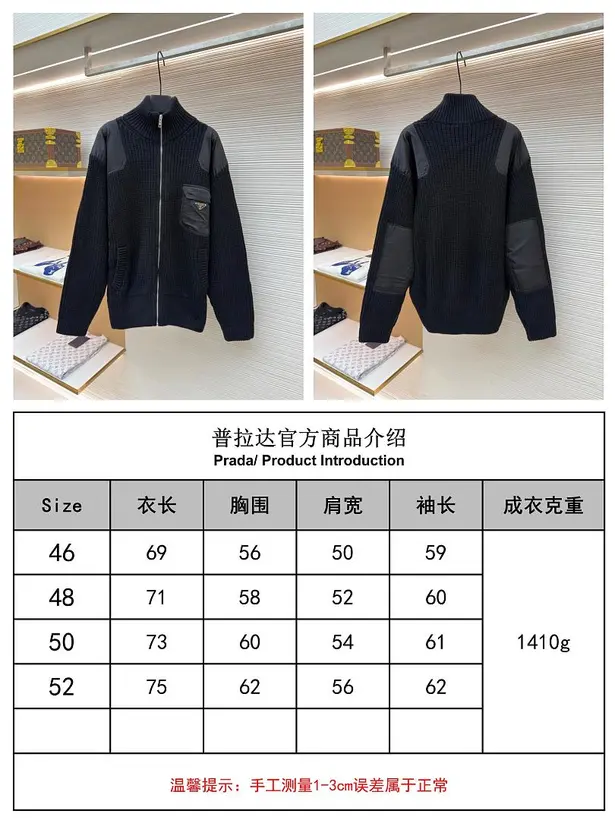 普拉达官方商品介绍
Prada/ Product Introduction
Size 衣长 胸围 肩宽 袖长 成衣克重
46 69 56 50 59
48 71 58 52 60
50 73 60 54 61
1410g
52 75 62 56 62
温馨提示：手工测量1-3cm误差属于正常